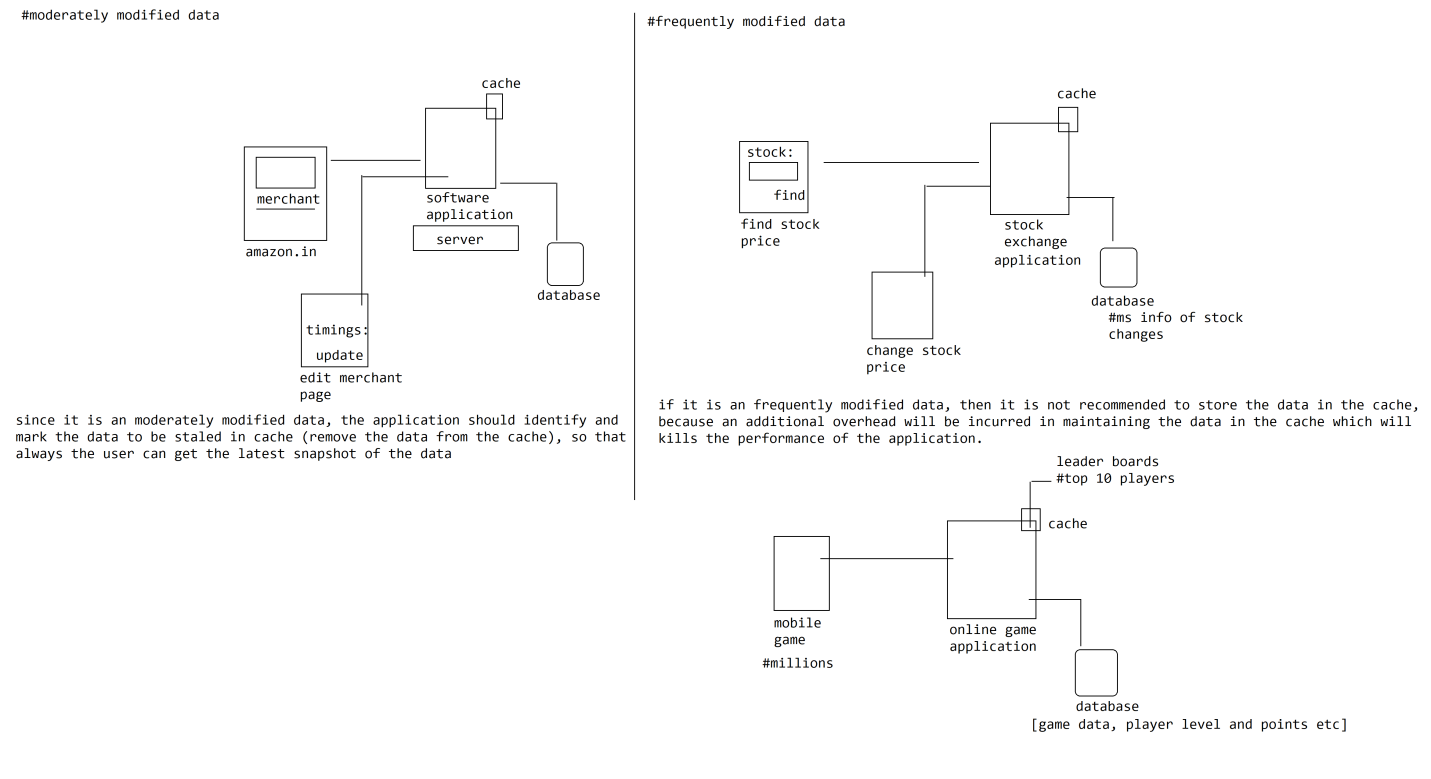 #moderately modified data
cache
merchant
amazon.in
software
application
server
database
timings:
update
edit merchant
page
since it is an moderately modified data, the application should identify and
mark the data to be staled in cache (remove the data from the cache), so that
always the user can get the latest snapshot of the data
#frequently modified data
cache
stock:
find
find stock
price
stock
exchange
application
database
#ms info of stock
changes
change stock
price
if it is an frequently modified data, then it is not recommended to store the data in the cache,
because an additional overhead will be incurred in maintaining the data in the cache which will
kills the performance of the application.
leader boards
#top 10 players
cache
mobile
game
#millions
online game
application
database
[game data, player level and points etc]